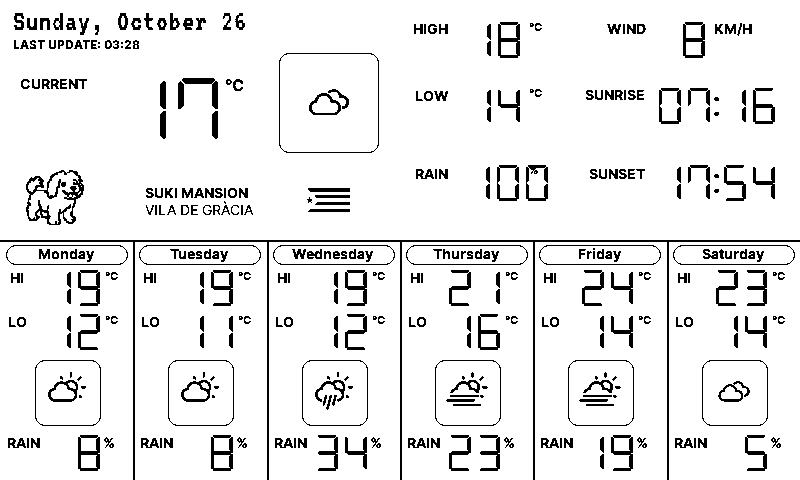 Sunday, October 26
LAST UPDATE: 03:28
CURRENT 17 °C
SUKI MANSION
VILA DE GRÀCIA
HIGH 18 °C
WIND 8 KM/H
LOW 14 °C
SUNRISE 07:16
RAIN 100 %
SUNSET 17:54
Monday
HI 19 °C
LO 12 °C
RAIN 8 %
Tuesday
HI 19 °C
LO 11 °C
RAIN 8 %
Wednesday
HI 19 °C
LO 12 °C
RAIN 34 %
Thursday
HI 21 °C
LO 16 °C
RAIN 23 %
Friday
HI 24 °C
LO 14 °C
RAIN 19 %
Saturday
HI 23 °C
LO 14 °C
RAIN 5 %